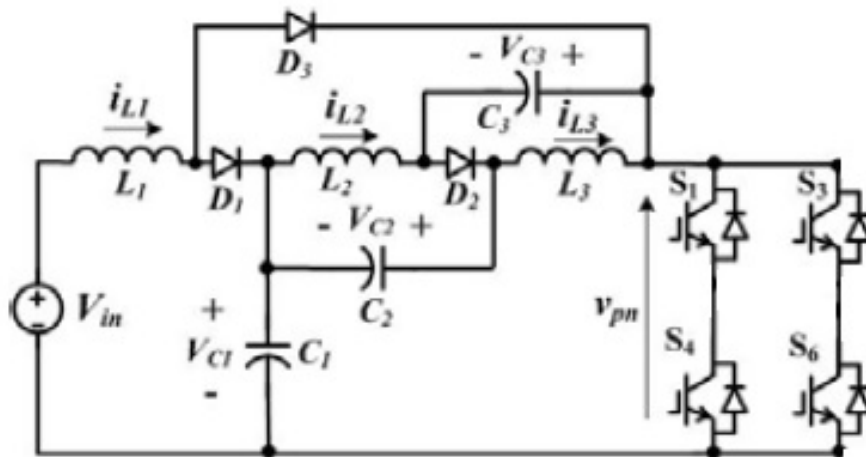 D3
- VC3 +
C3
iL1
iL2
iL3
L1
D1
L2
D2
L3
S1
S3
- VC2 +
C2
+
-
Vin
+
VC1
-
C1
vpn
S4
S6